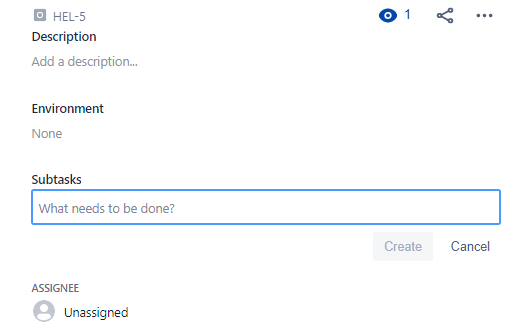 HEL-5 1
Description
Add a description...
Environment
None
Subtasks
What needs to be done?
Create Cancel
ASSIGNEE
Unassigned